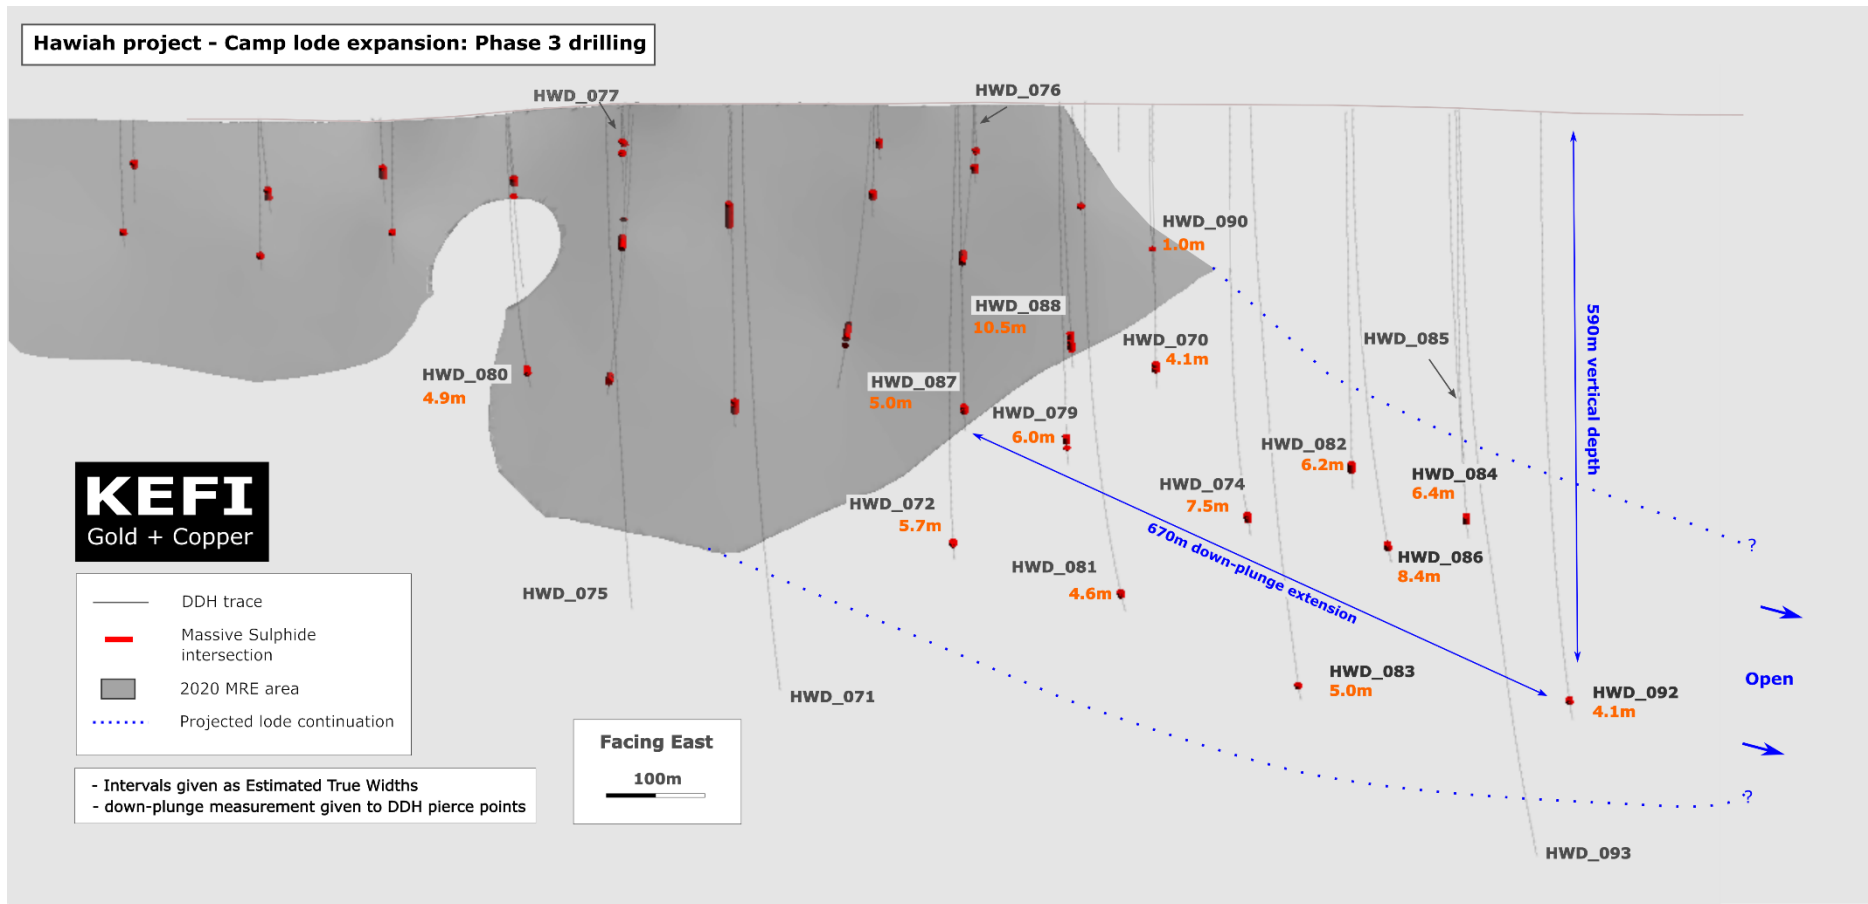 Hawiah project - Camp lode expansion: Phase 3 drilling
HWD_077
HWD_076
HWD_090
1.0m
HWD_088
10.5m
HWD_070
4.1m
HWD_085
590m vertical depth
HWD_080
4.9m
HWD_087
5.0m
HWD_079
6.0m
HWD_082
6.2m
HWD_084
6.4m
HWD_074
7.5m
HWD_072
5.7m
670m down-plunge extension
HWD_086
8.4m
HWD_081
4.6m
HWD_075
?
HWD_083
5.0m
HWD_092
4.1m
Open
HWD_071
?
HWD_093
KEFI
Gold + Copper
DDH trace
Massive Sulphide
intersection
2020 MRE area
Projected lode continuation
- Intervals given as Estimated True Widths
- down-plunge measurement given to DDH pierce points
Facing East
100m